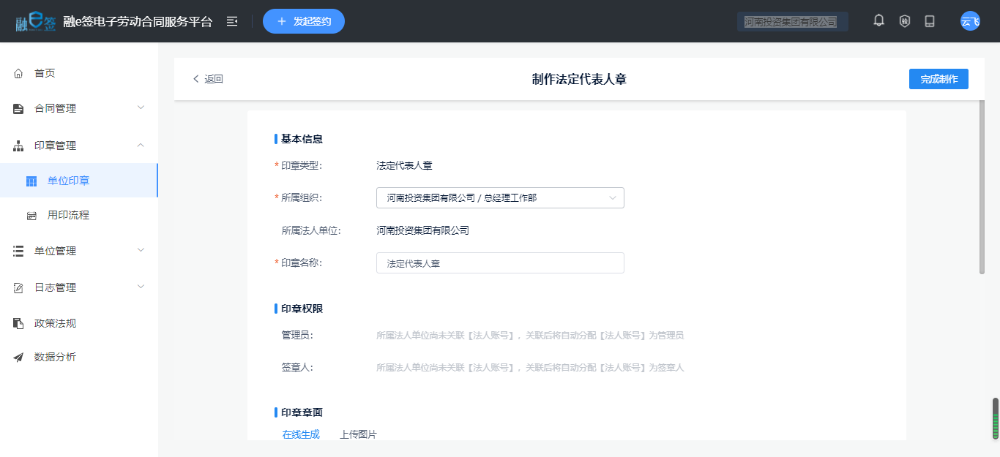 融e签 融e签电子劳动合同服务平台 + 发起签约 河南投资集团有限公司 云飞
首页
合同管理
印章管理
单位印章
用印流程
单位管理
日志管理
政策法规
数据分析
返回 制作法定代表人章 完成制作
基本信息
* 印章类型: 法定代表人章
* 所属组织: 河南投资集团有限公司 / 总经理工作部
所属法人单位: 河南投资集团有限公司
* 印章名称: 法定代表人章
印章权限
管理员: 所属法人单位尚未关联【法人账号】，关联后将自动分配【法人账号】为管理员
签章人: 所属法人单位尚未关联【法人账号】，关联后将自动分配【法人账号】为签章人
印章章面
在线生成 上传图片